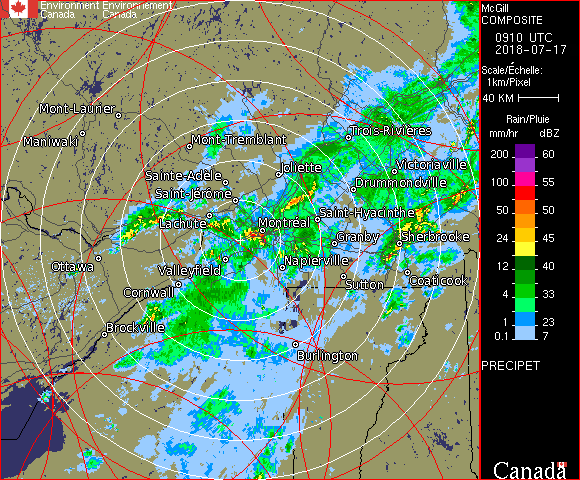 Environment Environnement
Canada Canada
McGill
COMPOSITE
0910 UTC
2018-07-17
Scale/Échelle:
1km/Pixel
40 KM
Rain/Pluie
mm/hr dBZ
200 60
100 55
50 50
24 45
12 40
4 33
1 23
0.1 7
PRECIPET
Canada
Mont-Laurier
Maniwaki
Mont-Tremblant
Trois-Rivières
Joliette
Victoriaville
Sainte-Adèle
Drummondville
Saint-Jérôme
Saint-Hyacinthe
Lachute
Montréal
Granby
Sherbrooke
Ottawa
Valleyfield
Napierville
Sutton
Coaticook
Cornwall
Brockville
Burlington